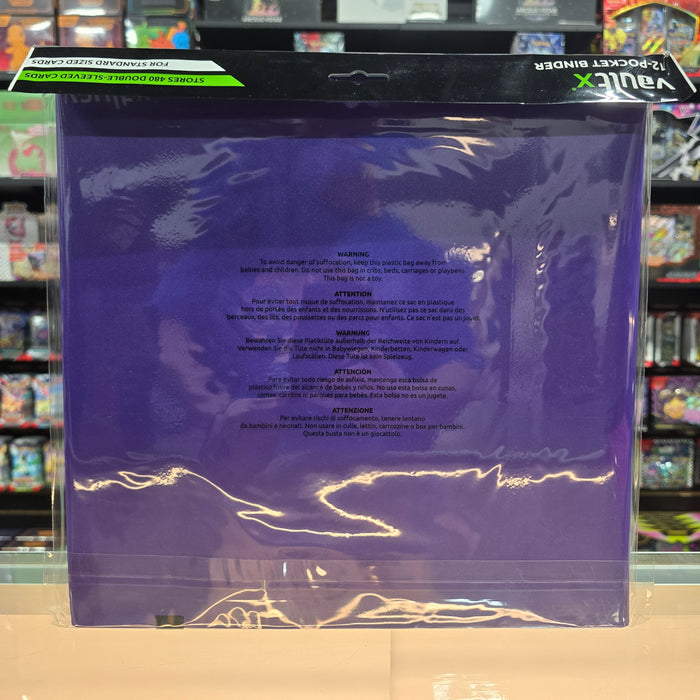 vaultx
12-POCKET BINDER
STORES 480 DOUBLE-SLEEVED CARDS
FOR STANDARD SIZED CARDS
WARNING
To avoid danger of suffocation, keep this plastic bag away from
babies and children. Do not use this bag in cribs, beds, carriages or playpens.
This bag is not a toy.
ATTENTION
Pour éviter tout risque de suffocation, maintenez ce sac en plastique
hors de portée des enfants et des nourrissons. N'utilisez pas ce sac dans des
berceaux, des lits, des poussettes ou des parcs pour enfants. Ce sac n'est pas un jouet.
WARNUNG
Bewahren Sie diese Plastiktüte außerhalb der Reichweite von Kindern auf.
Verwenden Sie die Tüte nicht in Babywiegen, Kinderbetten, Kinderwagen oder
Laufställen. Diese Tüte ist kein Spielzeug.
ATTENCIÓN
Para evitar todo riesgo de asfixia, mantenga esta bolsa de
plástico fuera del alcance de bebés y niños. No usa esta bolsa en cunas,
camas, carritos ni parques para bebés. Esta bolsa no es un juguete.
ATTENZIONE
Per evitare rischi di soffocamento, tenere lontano
da bambini e neonati. Non usare in culle, lettin, carrozzine o box per bambini.
Questa busta non è un giocattolo.